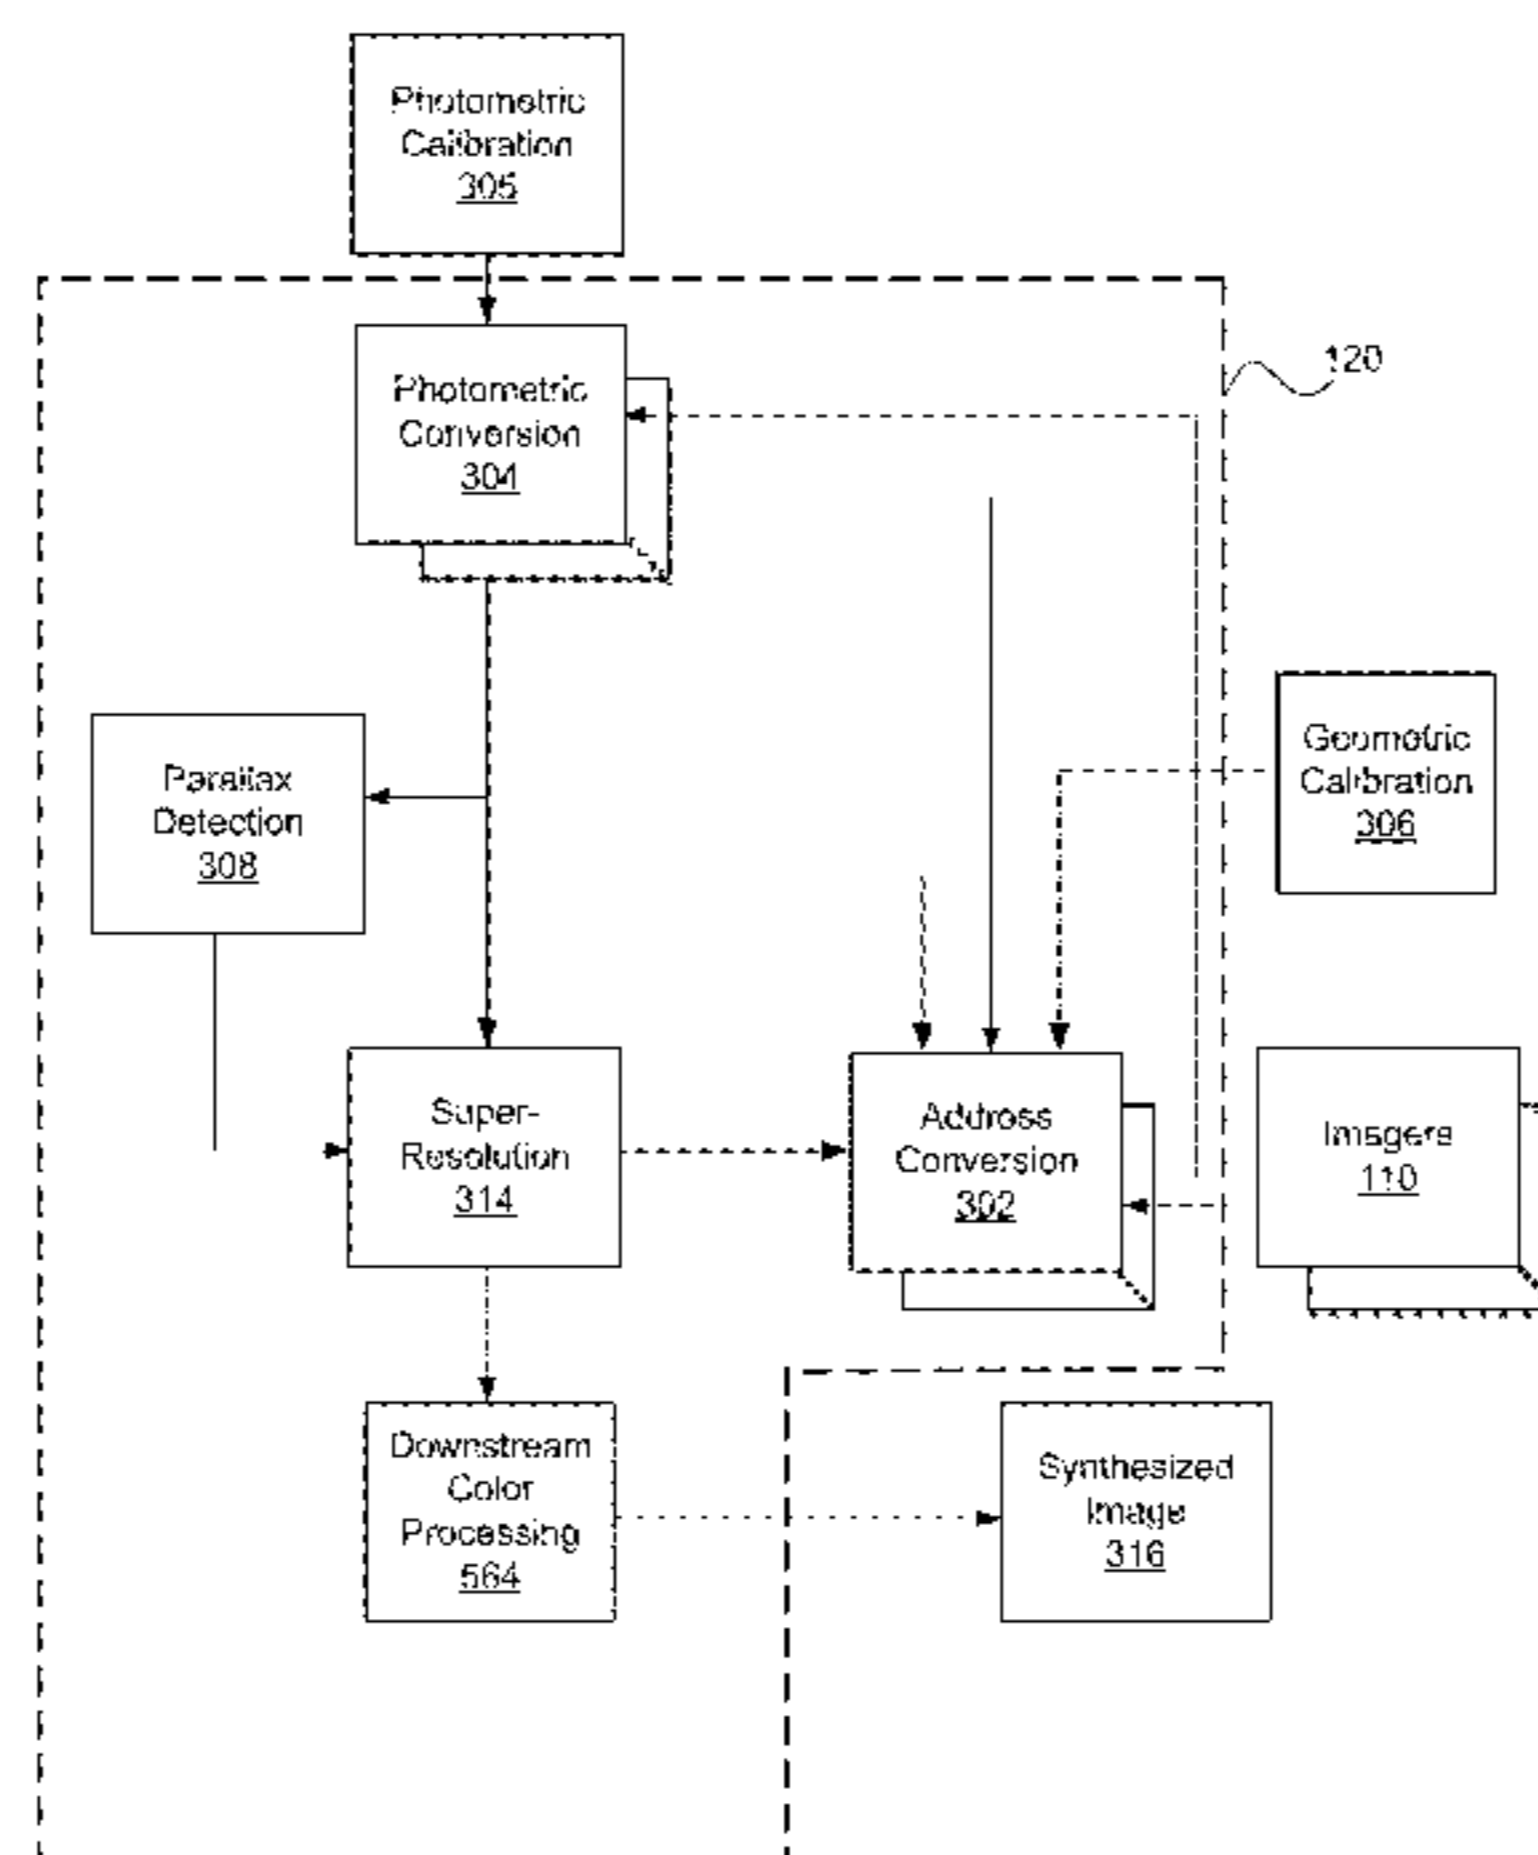 Photometric
Calibration
305
120
Photometric
Conversion
304
Geometric
Calibration
306
Parallax
Detection
308
Super-
Resolution
314
Address
Conversion
302
Imagers
110
Downstream
Color
Processing
564
Synthesized
Image
316